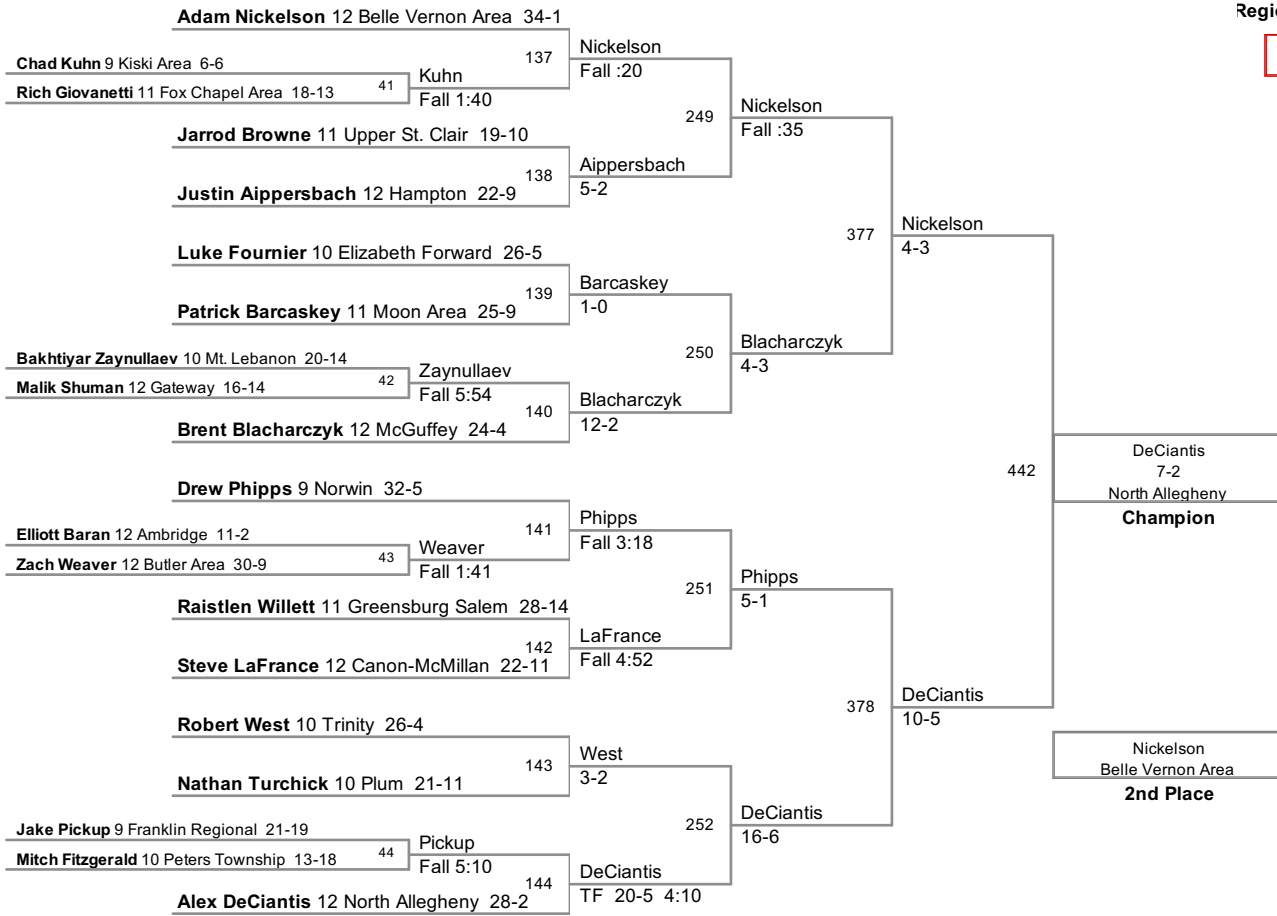 Regi
Adam Nickelson 12 Belle Vernon Area 34-1
137
Nickelson
Fall :20
Chad Kuhn 9 Kiski Area 6-6
41
Kuhn
Fall 1:40
Rich Giovanetti 11 Fox Chapel Area 18-13
249
Nickelson
Fall :35
Jarrod Browne 11 Upper St. Clair 19-10
138
Aippersbach
5-2
Justin Aippersbach 12 Hampton 22-9
377
Nickelson
4-3
Luke Fournier 10 Elizabeth Forward 26-5
139
Barcaskey
1-0
Patrick Barcaskey 11 Moon Area 25-9
250
Blacharczyk
4-3
Bakhtiyar Zaynullaev 10 Mt. Lebanon 20-14
42
Zaynullaev
Fall 5:54
Malik Shuman 12 Gateway 16-14
140
Blacharczyk
12-2
Brent Blacharczyk 12 McGuffey 24-4
442
DeCiantis
7-2
North Allegheny
Champion
Drew Phipps 9 Norwin 32-5
141
Phipps
Fall 3:18
Elliott Baran 12 Ambridge 11-2
43
Weaver
Fall 1:41
Zach Weaver 12 Butler Area 30-9
251
Phipps
5-1
Raistlen Willett 11 Greensburg Salem 28-14
142
LaFrance
Fall 4:52
Steve LaFrance 12 Canon-McMillan 22-11
378
DeCiantis
10-5
Robert West 10 Trinity 26-4
143
West
3-2
Nathan Turchick 10 Plum 21-11
Nickelson
Belle Vernon Area
2nd Place
252
DeCiantis
16-6
Jake Pickup 9 Franklin Regional 21-19
44
Pickup
Fall 5:10
Mitch Fitzgerald 10 Peters Township 13-18
144
DeCiantis
TF 20-5 4:10
Alex DeCiantis 12 North Allegheny 28-2